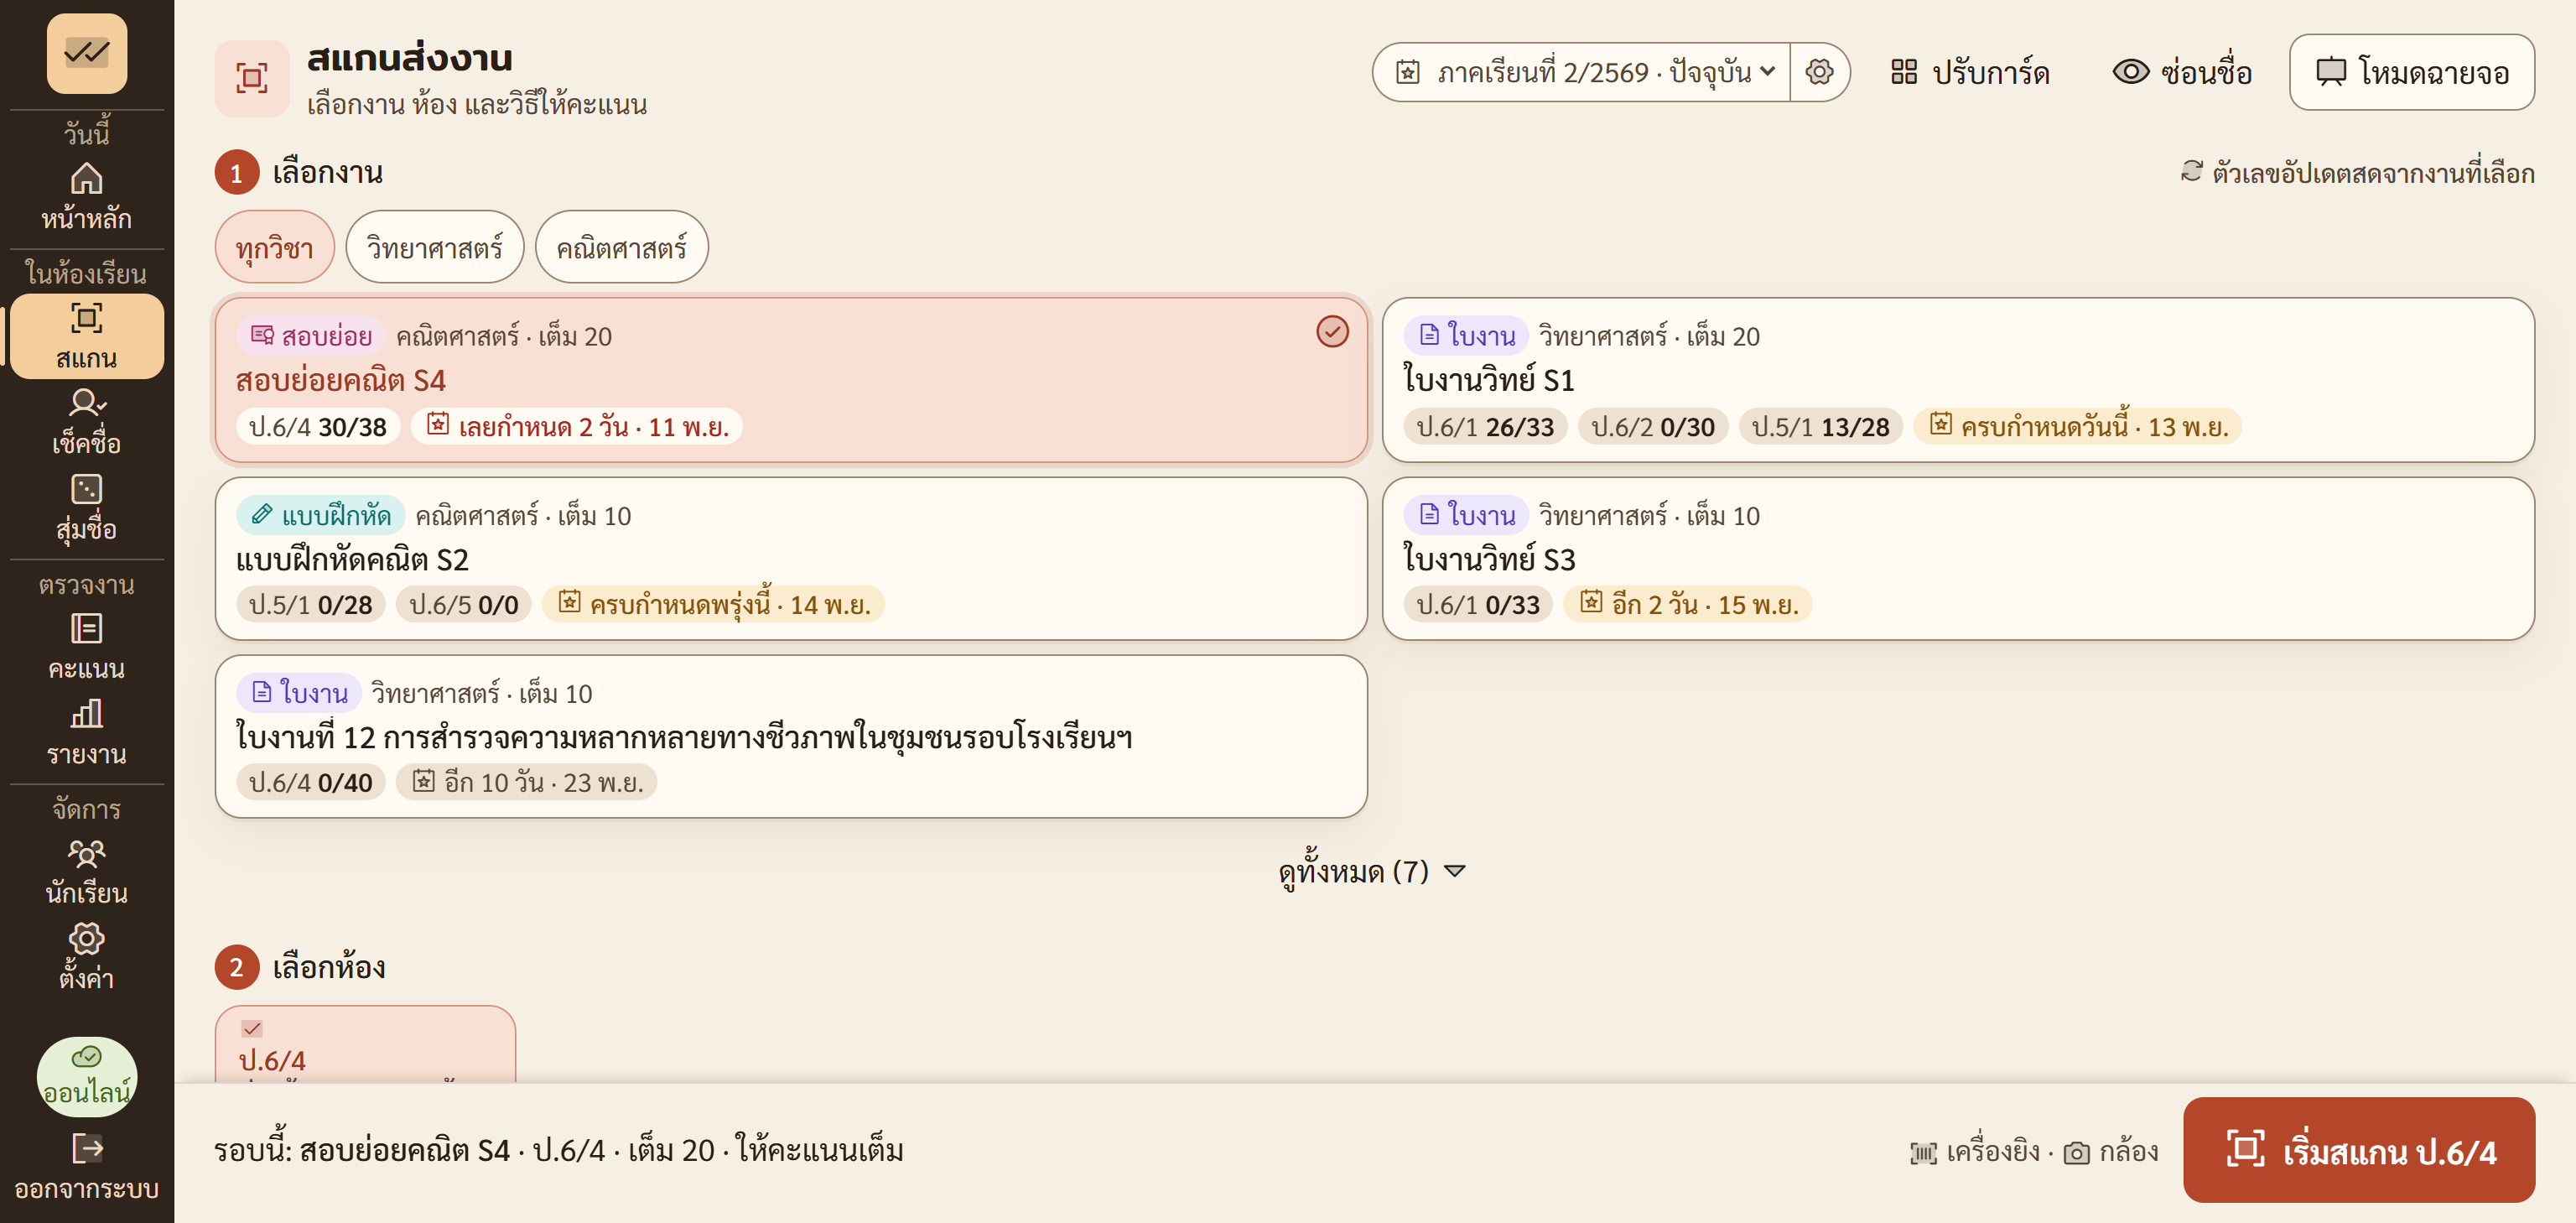 วันนี้
หน้าหลัก
ในห้องเรียน
สแกน
เช็คชื่อ
สุ่มชื่อ
ตรวจงาน
คะแนน
รายงาน
จัดการ
นักเรียน
ตั้งค่า
ออนไลน์
ออกจากระบบ
สแกนส่งงาน
เลือกงาน ห้อง และวิธีให้คะแนน
ภาคเรียนที่ 2/2569 · ปัจจุบัน
ปรับการ์ด
ซ่อนชื่อ
โหมดฉายจอ
1 เลือกงาน
ตัวเลขอัปเดตสดจากงานที่เลือก
ทุกวิชา วิทยาศาสตร์ คณิตศาสตร์
สอบย่อย คณิตศาสตร์ · เต็ม 20
สอบย่อยคณิต S4
ป.6/4 30/38 เลยกำหนด 2 วัน · 11 พ.ย.
ใบงาน วิทยาศาสตร์ · เต็ม 20
ใบงานวิทย์ S1
ป.6/1 26/33 ป.6/2 0/30 ป.5/1 13/28 ครบกำหนดวันนี้ · 13 พ.ย.
แบบฝึกหัด คณิตศาสตร์ · เต็ม 10
แบบฝึกหัดคณิต S2
ป.5/1 0/28 ป.6/5 0/0 ครบกำหนดพรุ่งนี้ · 14 พ.ย.
ใบงาน วิทยาศาสตร์ · เต็ม 10
ใบงานวิทย์ S3
ป.6/1 0/33 อีก 2 วัน · 15 พ.ย.
ใบงาน วิทยาศาสตร์ · เต็ม 10
ใบงานที่ 12 การสำรวจความหลากหลายทางชีวภาพในชุมชนรอบโรงเรียนฯ
ป.6/4 0/40 อีก 10 วัน · 23 พ.ย.
ดูทั้งหมด (7)
2 เลือกห้อง
ป.6/4
รอบนี้: สอบย่อยคณิต S4 · ป.6/4 · เต็ม 20 · ให้คะแนนเต็ม
เครื่องยิง · กล้อง
เริ่มสแกน ป.6/4